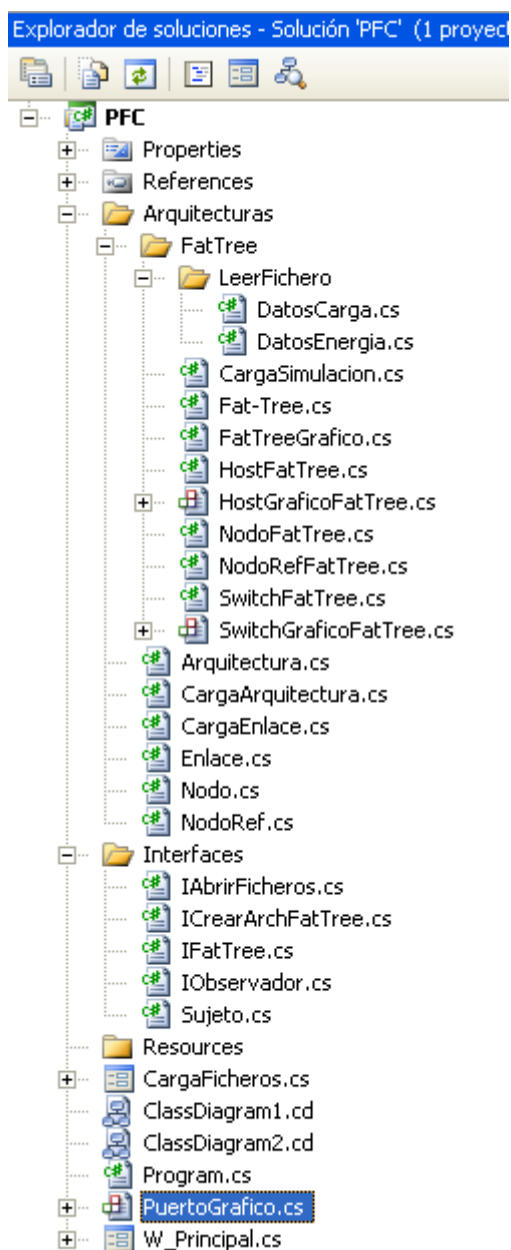 Explorador de soluciones - Solución 'PFC' (1 proyect
PFC
Properties
References
Arquitecturas
FatTree
LeerFichero
DatosCarga.cs
DatosEnergia.cs
CargaSimulacion.cs
Fat-Tree.cs
FatTreeGrafico.cs
HostFatTree.cs
HostGraficoFatTree.cs
NodoFatTree.cs
NodoRefFatTree.cs
SwitchFatTree.cs
SwitchGraficoFatTree.cs
Arquitectura.cs
CargaArquitectura.cs
CargaEnlace.cs
Enlace.cs
Nodo.cs
NodoRef.cs
Interfaces
IAbrirFicheros.cs
ICrearArchFatTree.cs
IFatTree.cs
IObservador.cs
Sujeto.cs
Resources
CargaFicheros.cs
ClassDiagram1.cd
ClassDiagram2.cd
Program.cs
PuertoGrafico.cs
W_Principal.cs